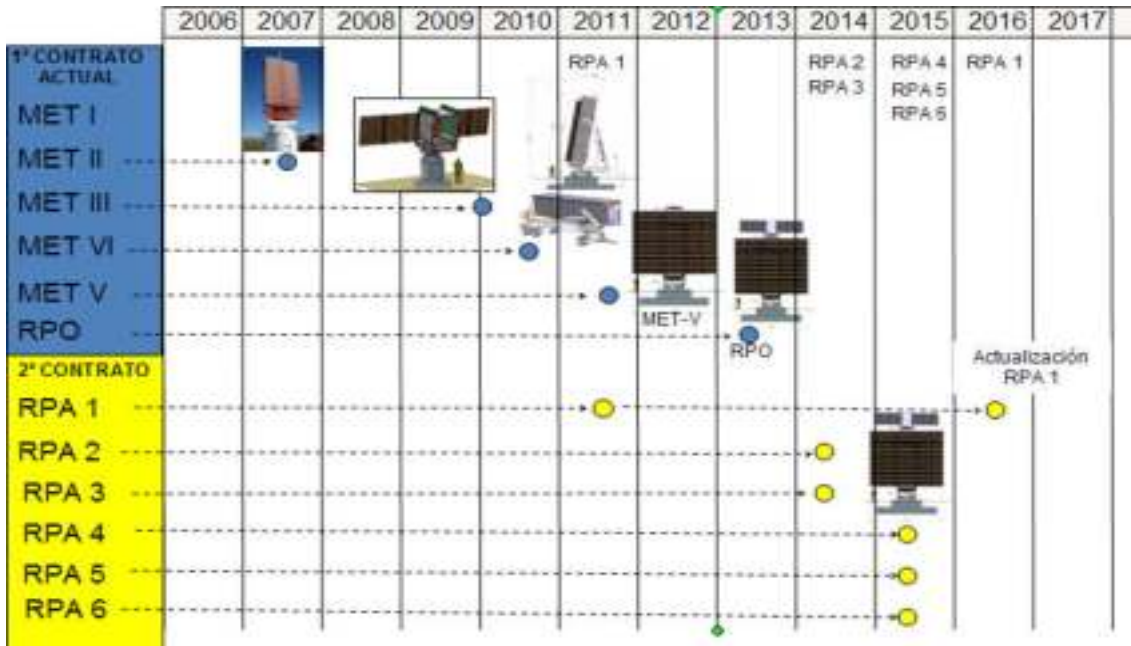 2006 2007 2008 2009 2010 2011 2012 2013 2014 2015 2016 2017
1º CONTRATO
ACTUAL
RPA 1 RPA 2 RPA 4 RPA 1
RPA 3 RPA 5
RPA 6
MET I
MET II
MET III
MET VI
MET V
MET-V
RPO
RPO
2º CONTRATO
Actualización
RPA 1
RPA 1
RPA 2
RPA 3
RPA 4
RPA 5
RPA 6